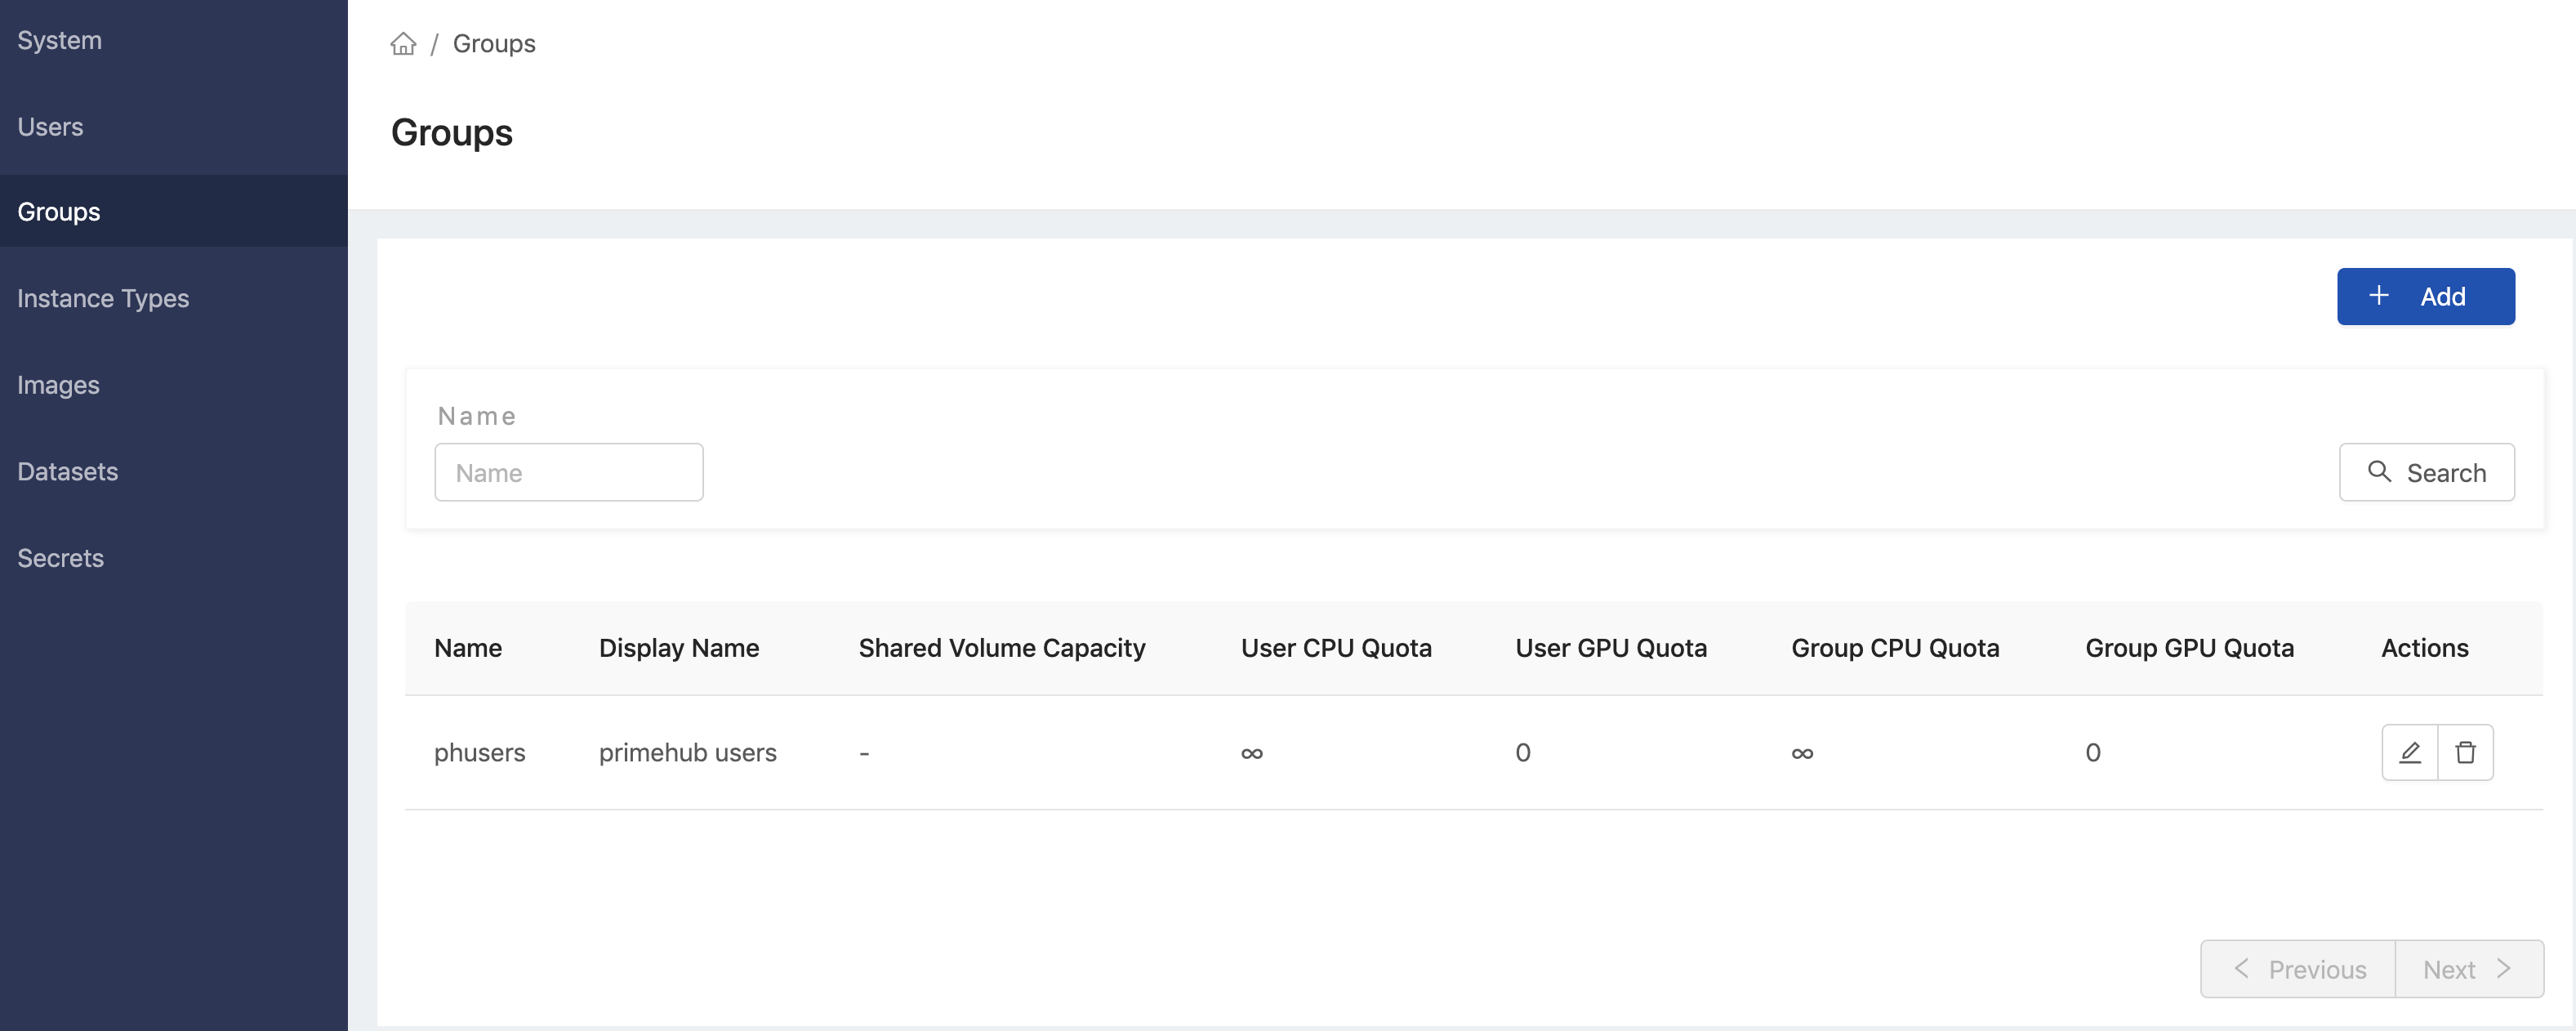 System
Users
Groups
Instance Types
Images
Datasets
Secrets
/ Groups
Groups
+ Add
Name
Name
Search
Name Display Name Shared Volume Capacity User CPU Quota User GPU Quota Group CPU Quota Group GPU Quota Actions
phusers primehub users - ∞ 0 ∞ 0
< Previous Next >